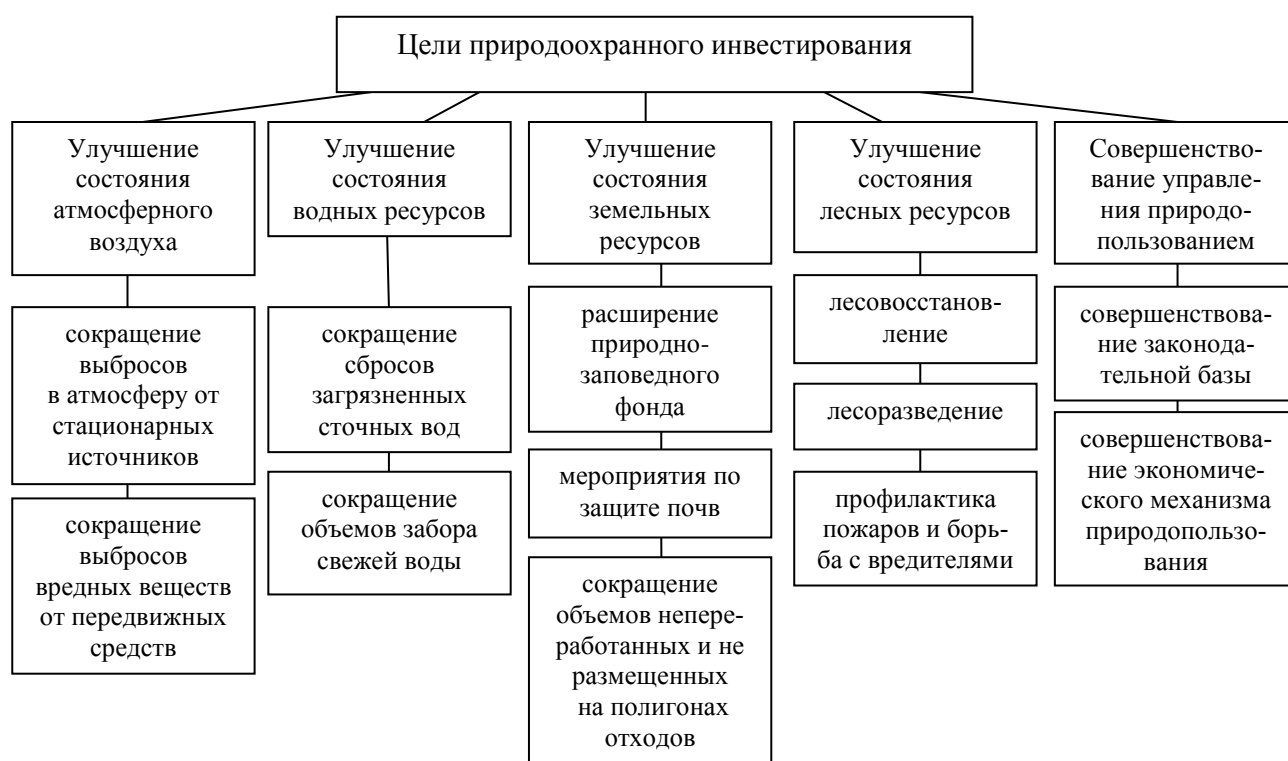 Цели природоохранного инвестирования
Улучшение
состояния
атмосферного
воздуха
сокращение
выбросов
в атмосферу от
стационарных
источников
сокращение
выбросов
вредных веществ
от передвижных
средств
Улучшение
состояния
водных ресурсов
сокращение
сбросов
загрязненных
сточных вод
сокращение
объемов забора
свежей воды
Улучшение
состояния
земельных
ресурсов
расширение
природно-
заповедного
фонда
мероприятия по
защите почв
сокращение
объемов непере-
работанных и не
размещенных
на полигонах
отходов
Улучшение
состояния
лесных ресурсов
лесовосстанов-
ление
лесоразведение
профилактика
пожаров и борь-
ба с вредителями
Совершенство-
вание управле-
ния природо-
пользованием
совершенствова-
ние законода-
тельной базы
совершенствова-
ние экономиче-
ского механизма
природопользо-
вания